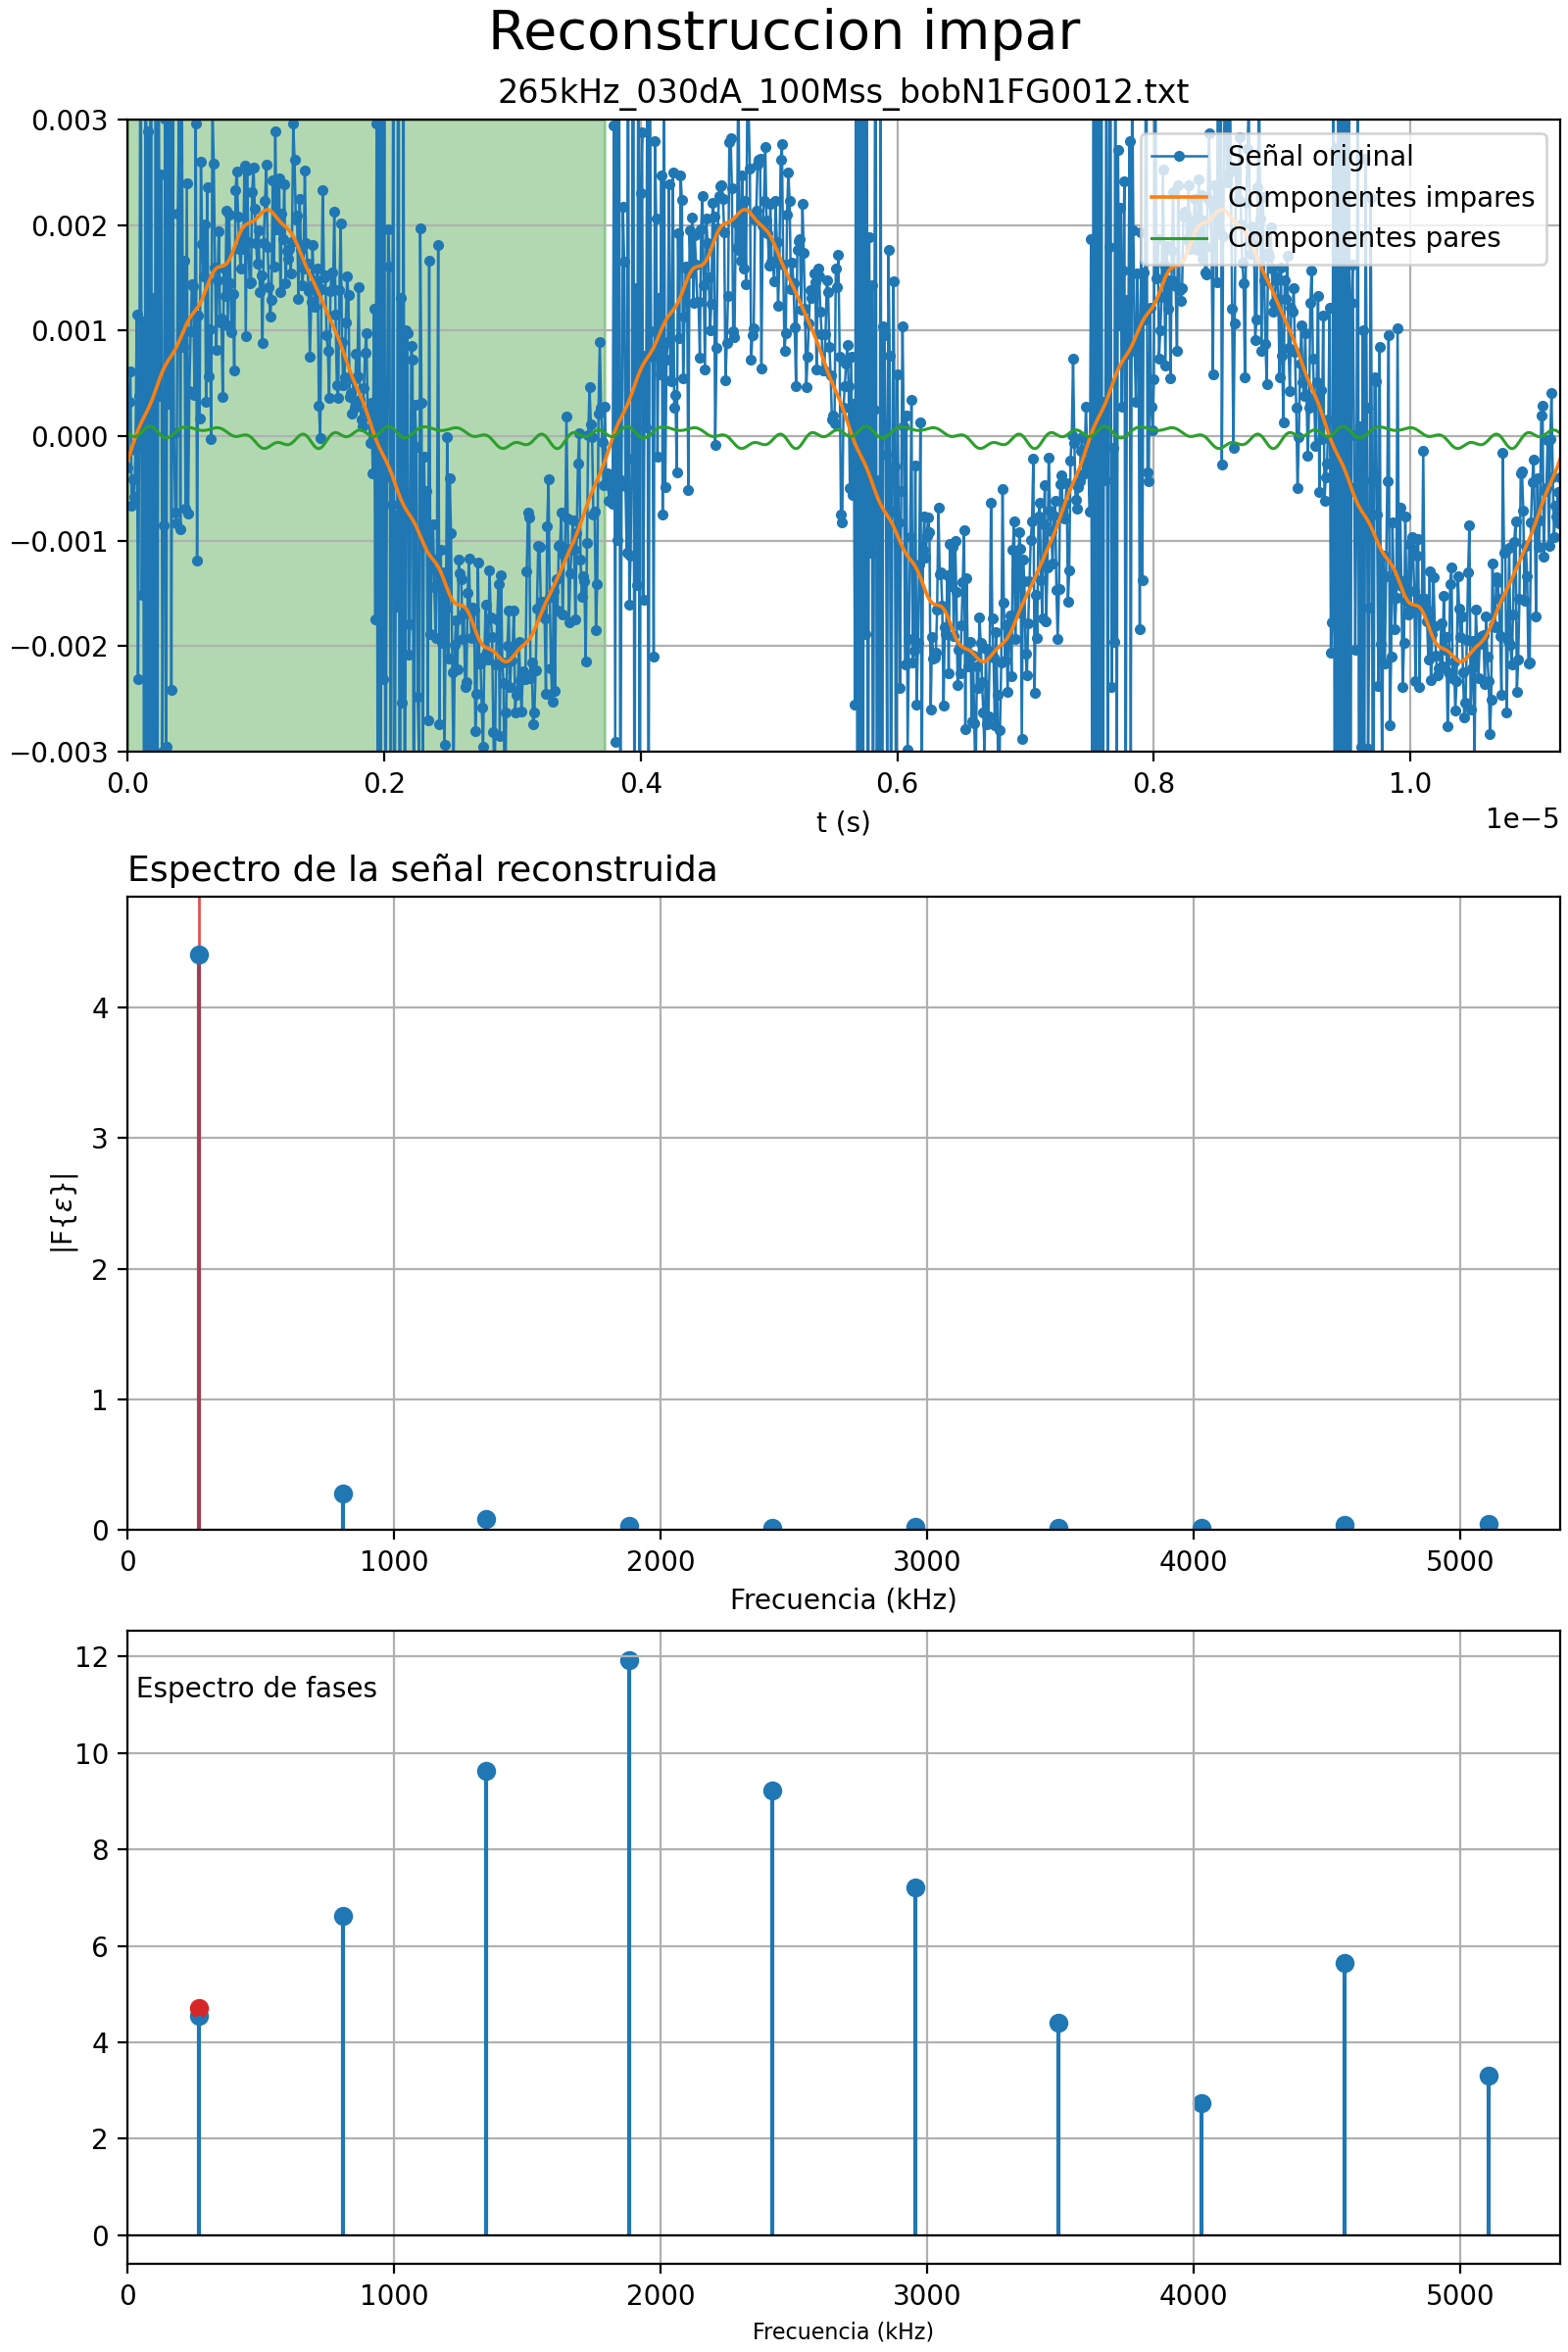 Reconstruccion impar
265kHz_030dA_100Mss_bobN1FG0012.txt
0.003
0.002
0.001
0.000
−0.001
−0.002
−0.003
Señal original
Componentes impares
Componentes pares
0.0 0.2 0.4 0.6 0.8 1.0
1e−5
t (s)
Espectro de la señal reconstruida
|F{ε}|
4
3
2
1
0
0 1000 2000 3000 4000 5000
Frecuencia (kHz)
12
Espectro de fases
10
8
6
4
2
0
0 1000 2000 3000 4000 5000
Frecuencia (kHz)